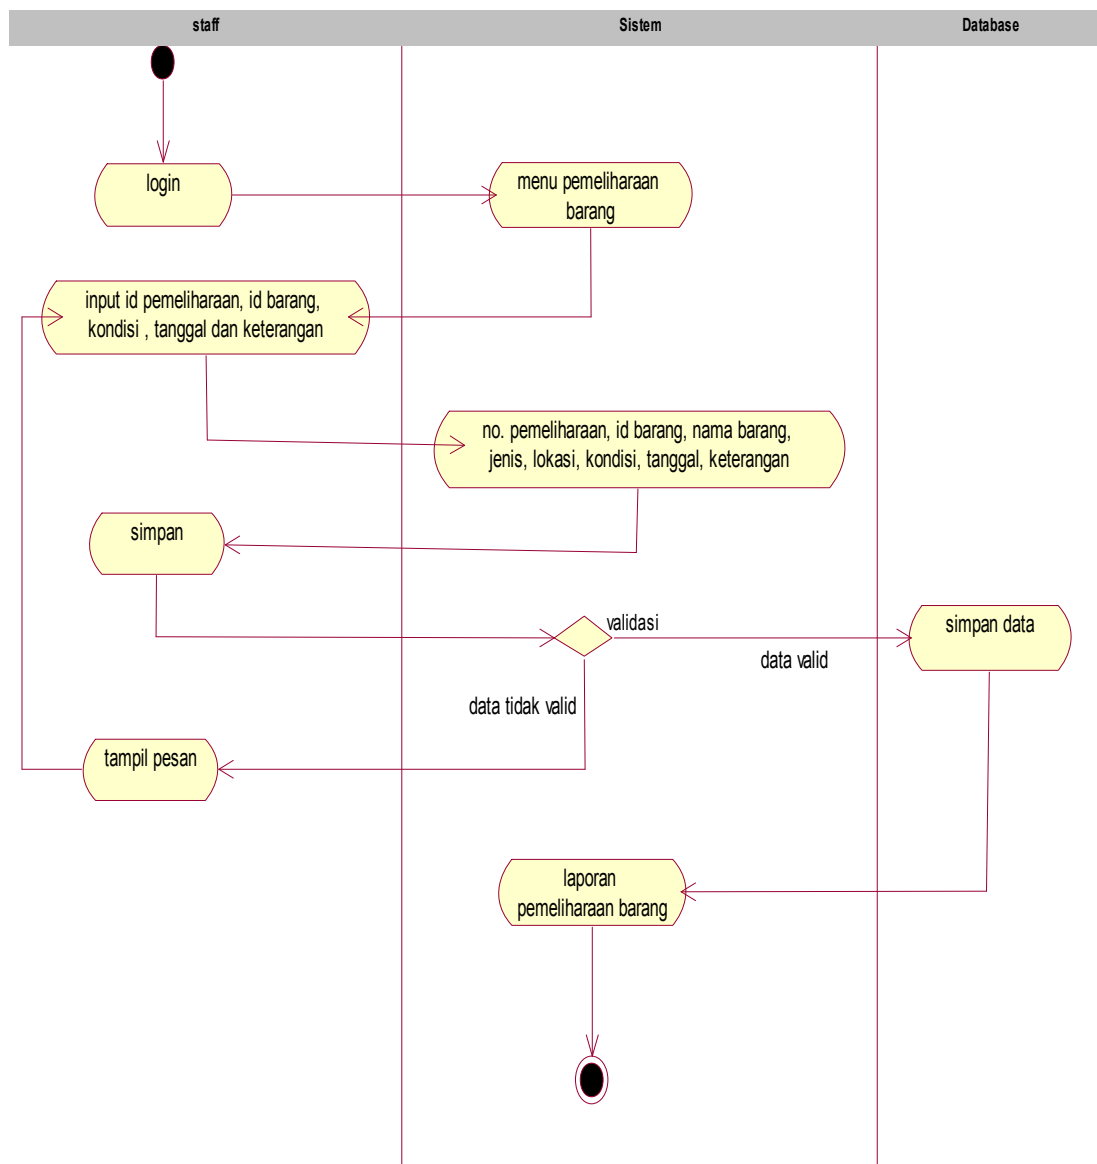 staff
Sistem
Database
login
menu pemeliharaan
barang
input id pemeliharaan, id barang,
kondisi , tanggal dan keterangan
no. pemeliharaan, id barang, nama barang,
jenis, lokasi, kondisi, tanggal, keterangan
simpan
validasi
simpan data
data valid
data tidak valid
tampil pesan
laporan
pemeliharaan barang